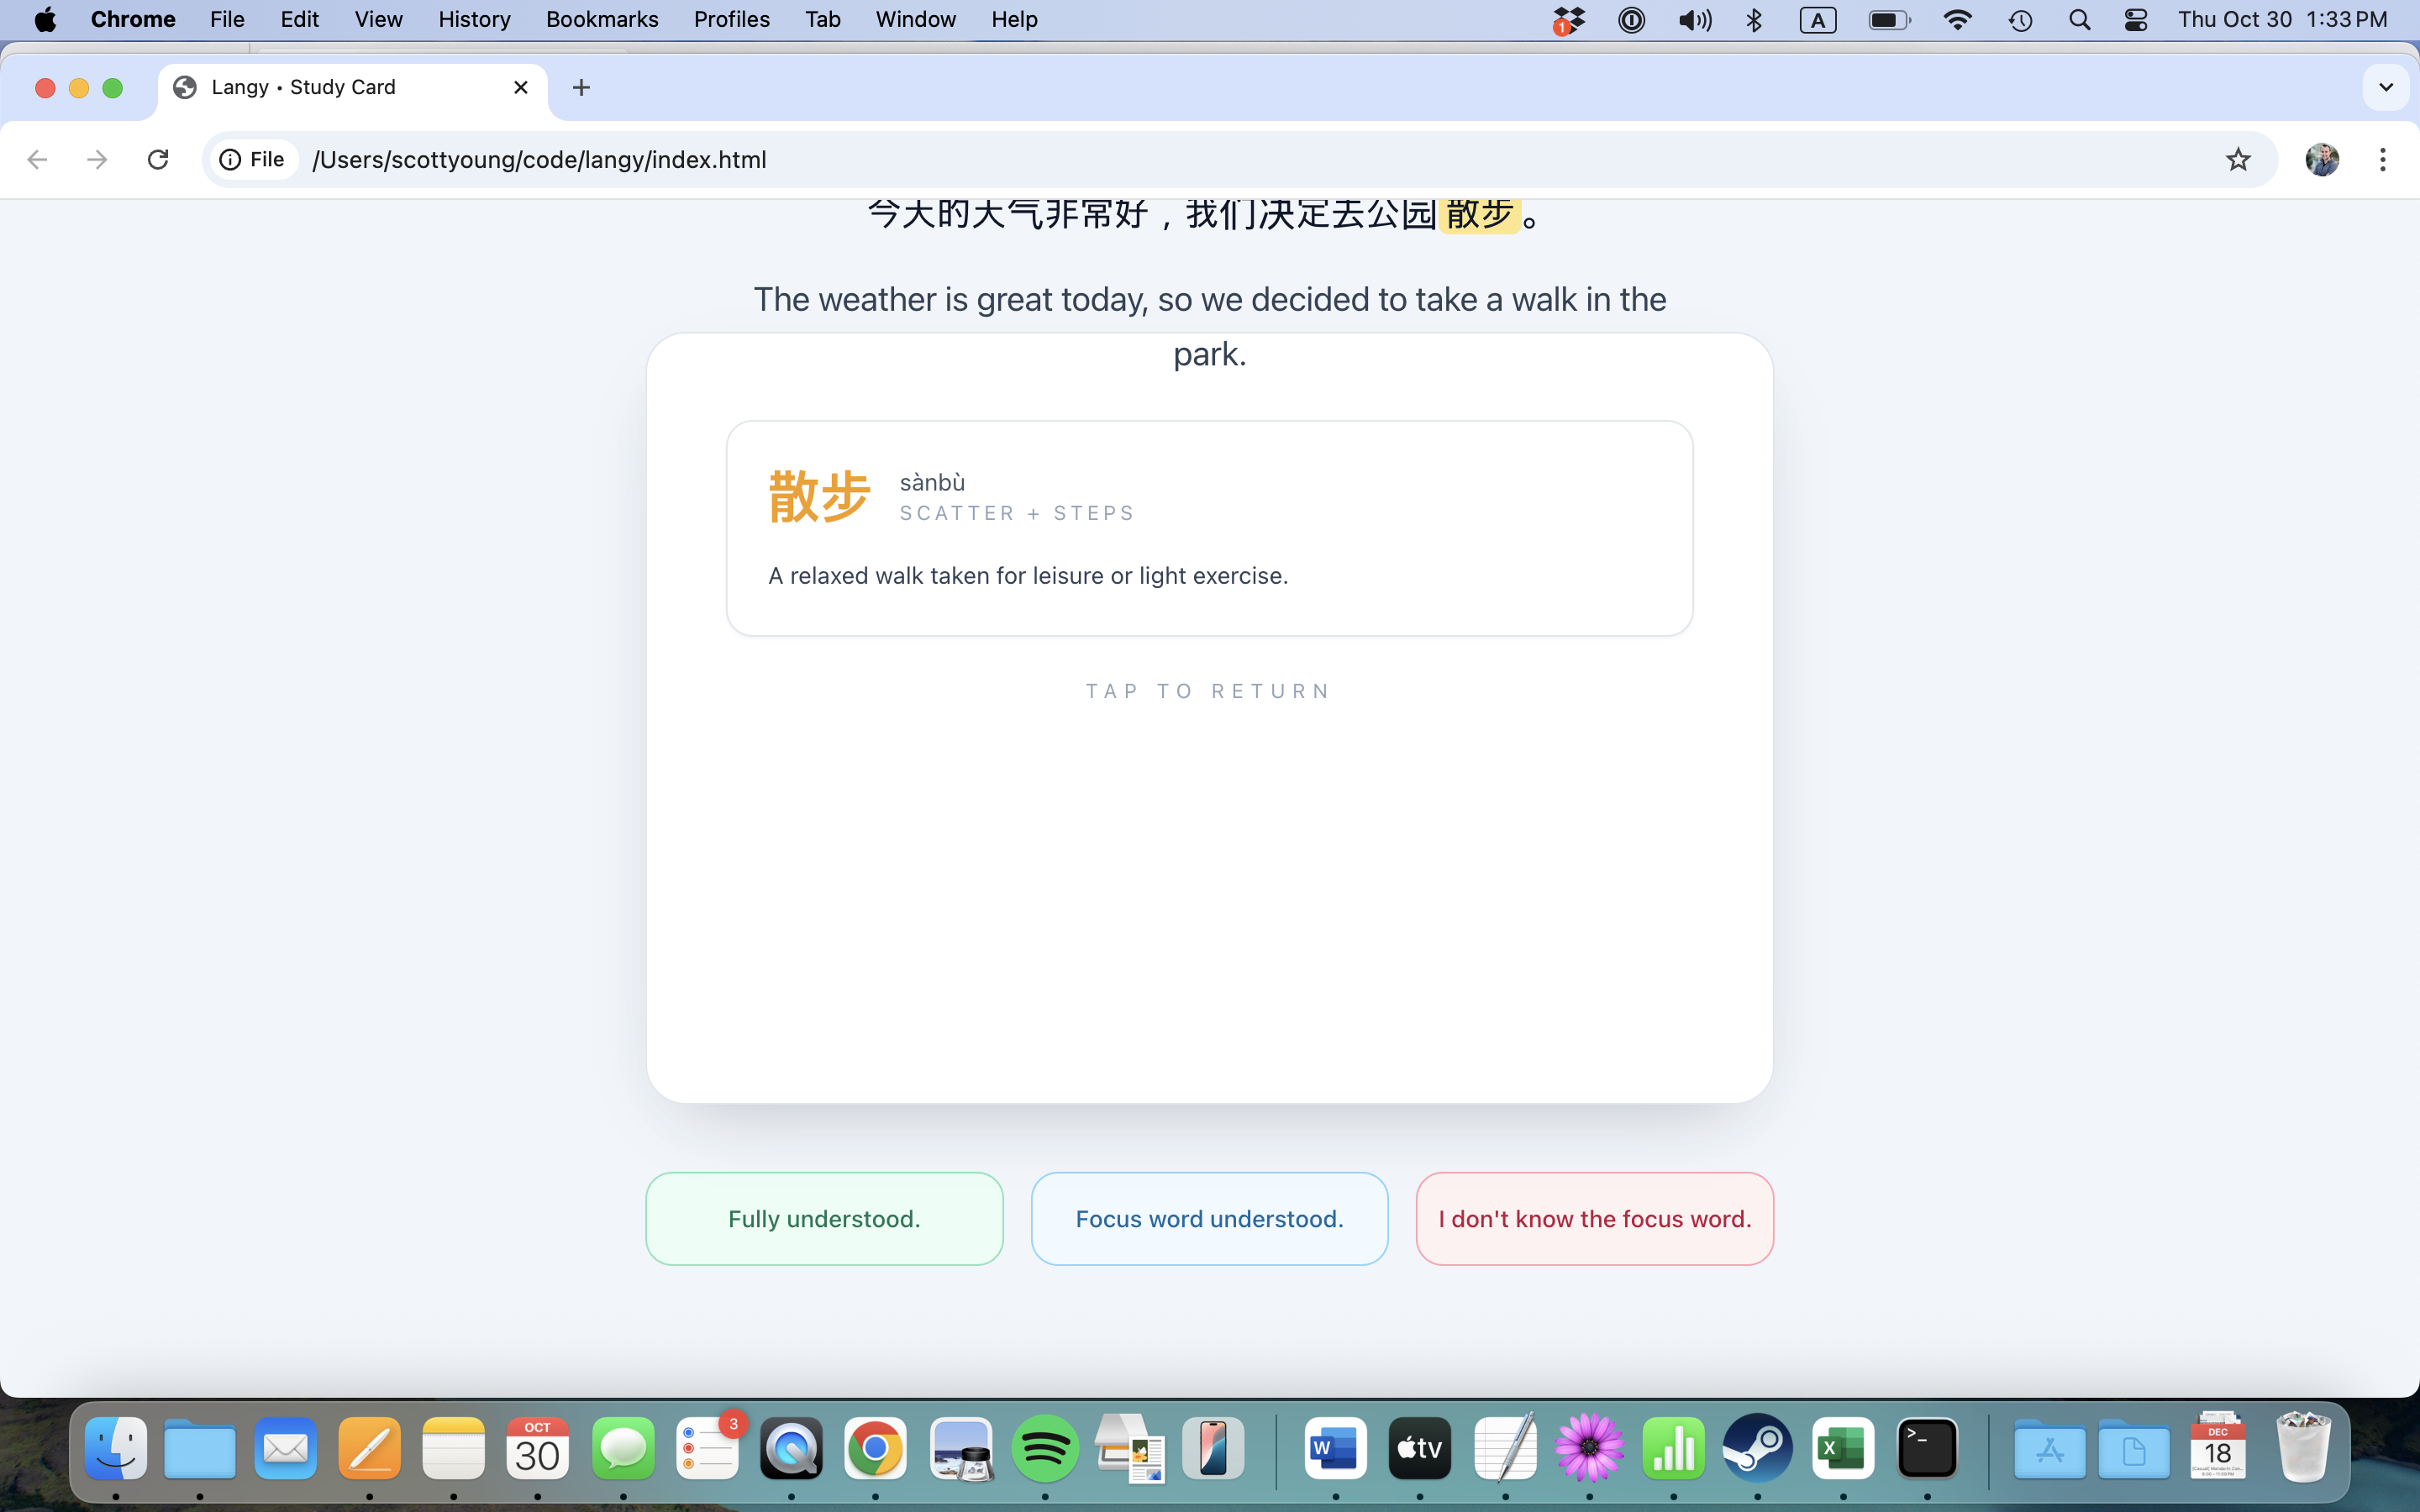 Chrome File Edit View History Bookmarks Profiles Tab Window Help
1 A Thu Oct 30 1:33 PM
Langy • Study Card
File /Users/scottyoung/code/langy/index.html
今天的天气非常好，我们决定去公园散步。
The weather is great today, so we decided to take a walk in the
park.
散步 sànbù
SCATTER + STEPS
A relaxed walk taken for leisure or light exercise.
TAP TO RETURN
Fully understood. Focus word understood. I don't know the focus word.
OCT
30
3
W
tv
X
>_
DEC
18